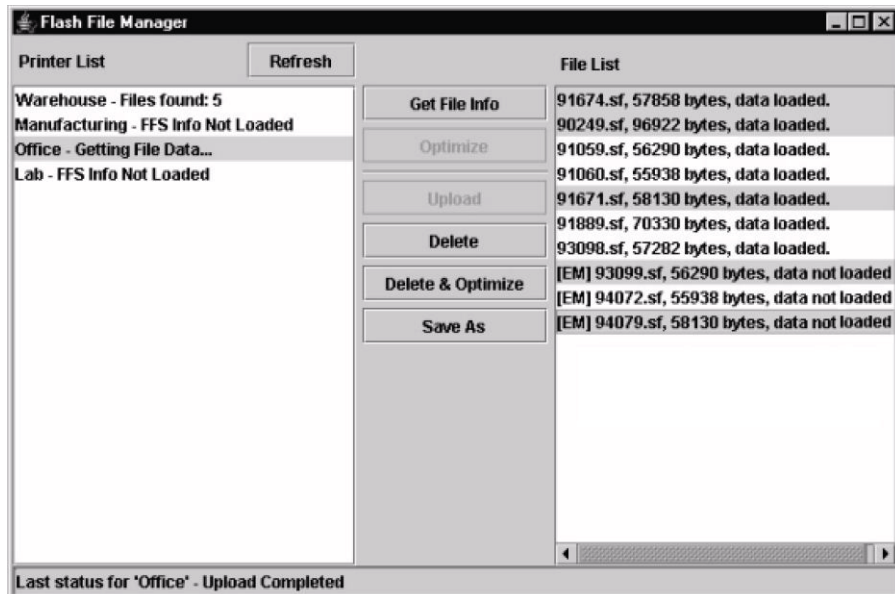 Flash File Manager
Printer List
Refresh
File List
Warehouse - Files found: 5
Manufacturing - FFS Info Not Loaded
Office - Getting File Data...
Lab - FFS Info Not Loaded
Get File Info
Optimize
Upload
Delete
Delete & Optimize
Save As
91674.sf, 57858 bytes, data loaded.
90249.sf, 96922 bytes, data loaded.
91059.sf, 56290 bytes, data loaded.
91060.sf, 55938 bytes, data loaded.
91671.sf, 58130 bytes, data loaded.
91889.sf, 70330 bytes, data loaded.
93098.sf, 57282 bytes, data loaded.
[EM] 93099.sf, 56290 bytes, data not loaded
[EM] 94072.sf, 55938 bytes, data not loaded
[EM] 94079.sf, 58130 bytes, data not loaded
Last status for 'Office' - Upload Completed